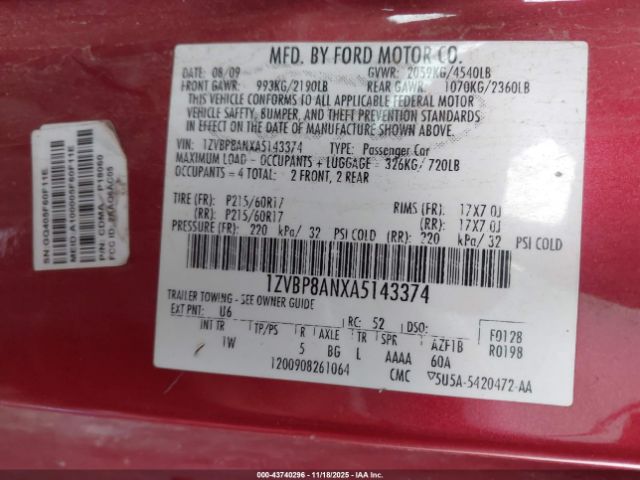 MFD. BY FORD MOTOR CO.
DATE: 08/09 GVWR: 2059KG/4540LB
FRONT GAWR: 993KG/2190LB REAR GAWR: 1070KG/2360LB
THIS VEHICLE CONFORMS TO ALL APPLICABLE FEDERAL MOTOR
VEHICLE SAFETY, BUMPER, AND THEFT PREVENTION STANDARDS
IN EFFECT ON THE DATE OF MANUFACTURE SHOWN ABOVE.
VIN: 1ZVBP8ANXA5143374 TYPE: Passenger Car
MAXIMUM LOAD - OCCUPANTS + LUGGAGE = 326KG/ 720LB
OCCUPANTS = 4 TOTAL: 2 FRONT, 2 REAR
TIRE (FR): P215/60R17 RIMS (FR): 17X7.0J
(RR): P215/60R17 (RR): 17X7.0J
PRESSURE (FR): 220 kPa/ 32 PSI COLD (RR): 220 kPa/ 32 PSI COLD
1ZVBP8ANXA5143374
TRAILER TOWING - SEE OWNER GUIDE
EXT PNT: U6 RC: 52 DSO: F0128
INT TR TP/PS R AXLE TR SPR AZF1B R0198
1W 5 BG L AAAA 60A
1200908261064 CMC 5U5A-5420472-AA
MEID A100005F60F11E
P/N: CDMA - P18060
000-43740296 — 11/18/2025 — IAAI.COM